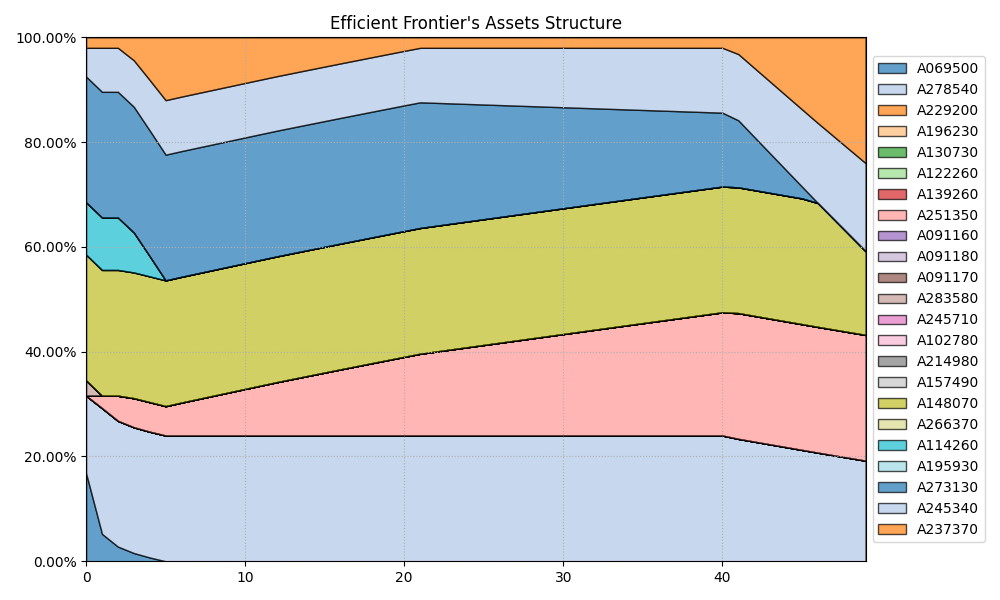 Efficient Frontier's Assets Structure
100.00%
80.00%
60.00%
40.00%
20.00%
0.00%
0
10
20
30
40
A069500
A278540
A229200
A196230
A130730
A122260
A139260
A251350
A091160
A091180
A091170
A283580
A245710
A102780
A214980
A157490
A148070
A266370
A114260
A195930
A273130
A245340
A237370